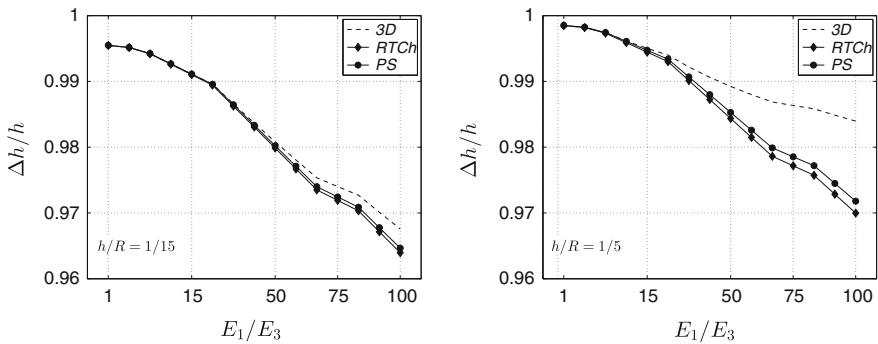 1
0.99
0.98
0.97
0.96
Δh/h
3D
RTCh
PS
h/R = 1/15
1 15 50 75 100
E₁/E₃
1
0.99
0.98
0.97
0.96
Δh/h
3D
RTCh
PS
h/R = 1/5
1 15 50 75 100
E₁/E₃